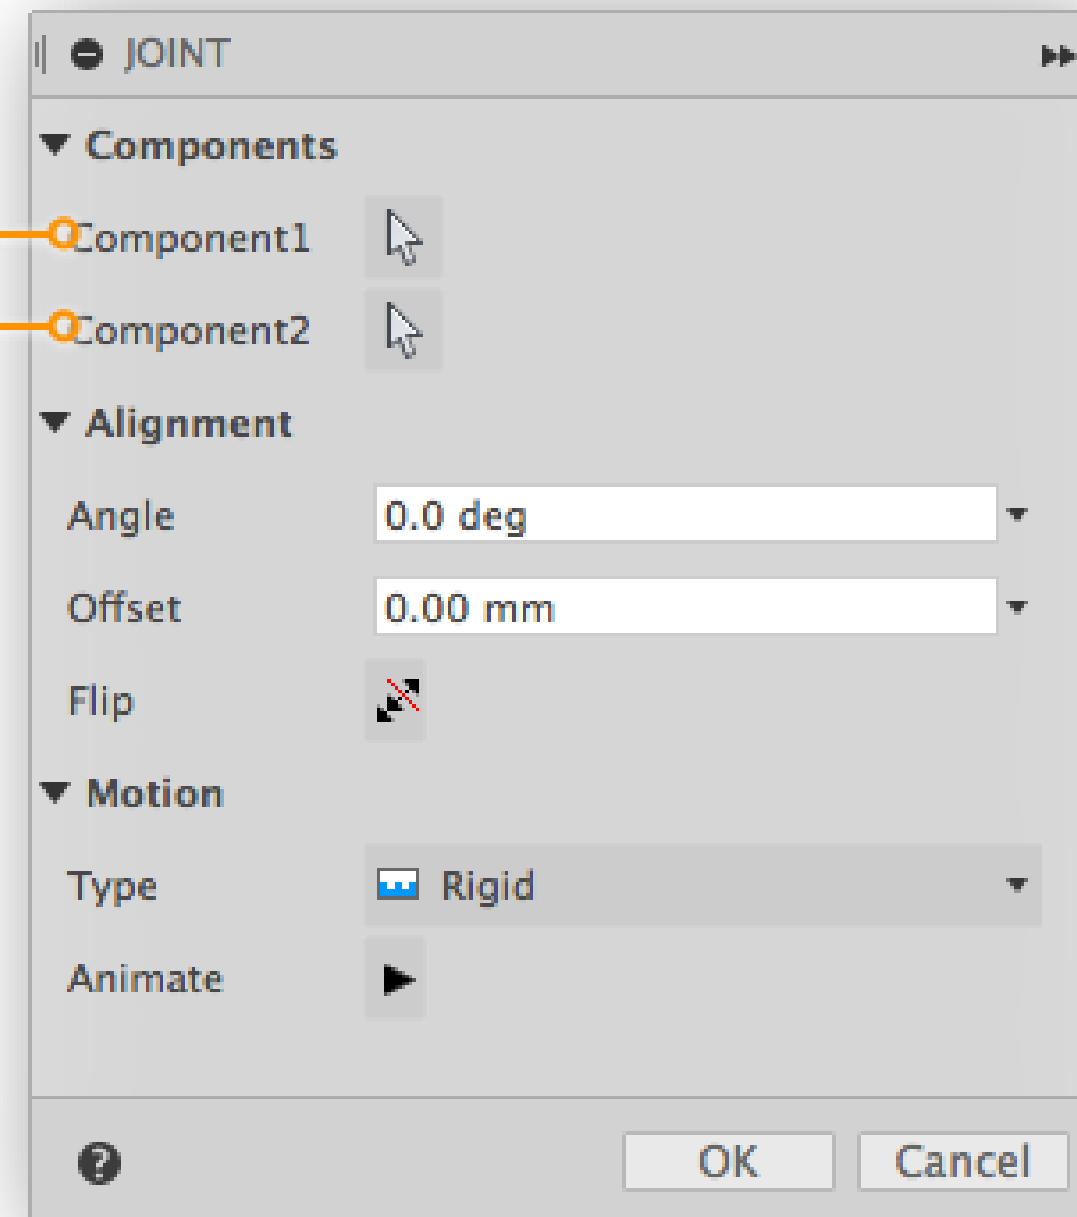 JOINT
Components
Component1
Component2
Alignment
Angle 0.0 deg
Offset 0.00 mm
Flip
Motion
Type Rigid
Animate
? OK Cancel